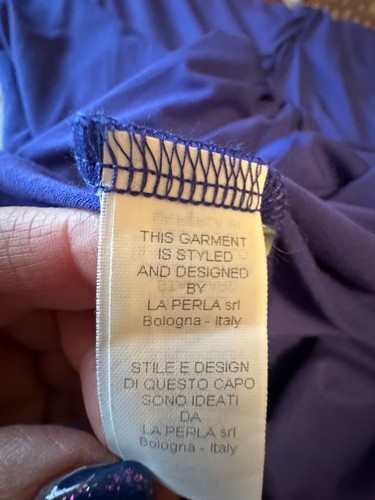 THIS GARMENT
IS STYLED
AND DESIGNED
BY
LA PERLA srl
Bologna - Italy
STILE E DESIGN
DI QUESTO CAPO
SONO IDEATI
DA
LA PERLA srl
Bologna - Italy